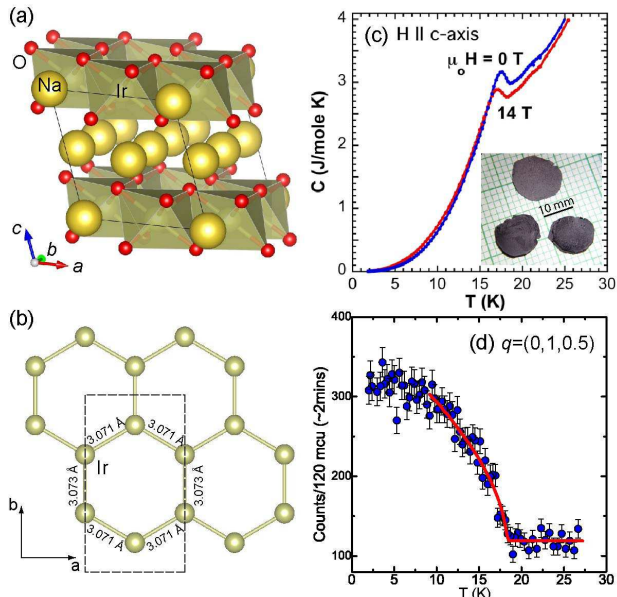 (a)
O
Na
Ir
c
b
a
(c) H II c-axis
μoH = 0 T
14 T
10 mm
C (J/mole K)
4
3
2
1
0
0 5 10 15 20 25 30
T (K)
(b)
3.071 Å 3.071 Å
3.073 Å
Ir
3.073 Å
3.071 Å 3.071 Å
b
a
(d) q=(0,1,0.5)
Counts/120 mcu (~2mins)
400
300
200
100
0 5 10 15 20 25 30
T (K)